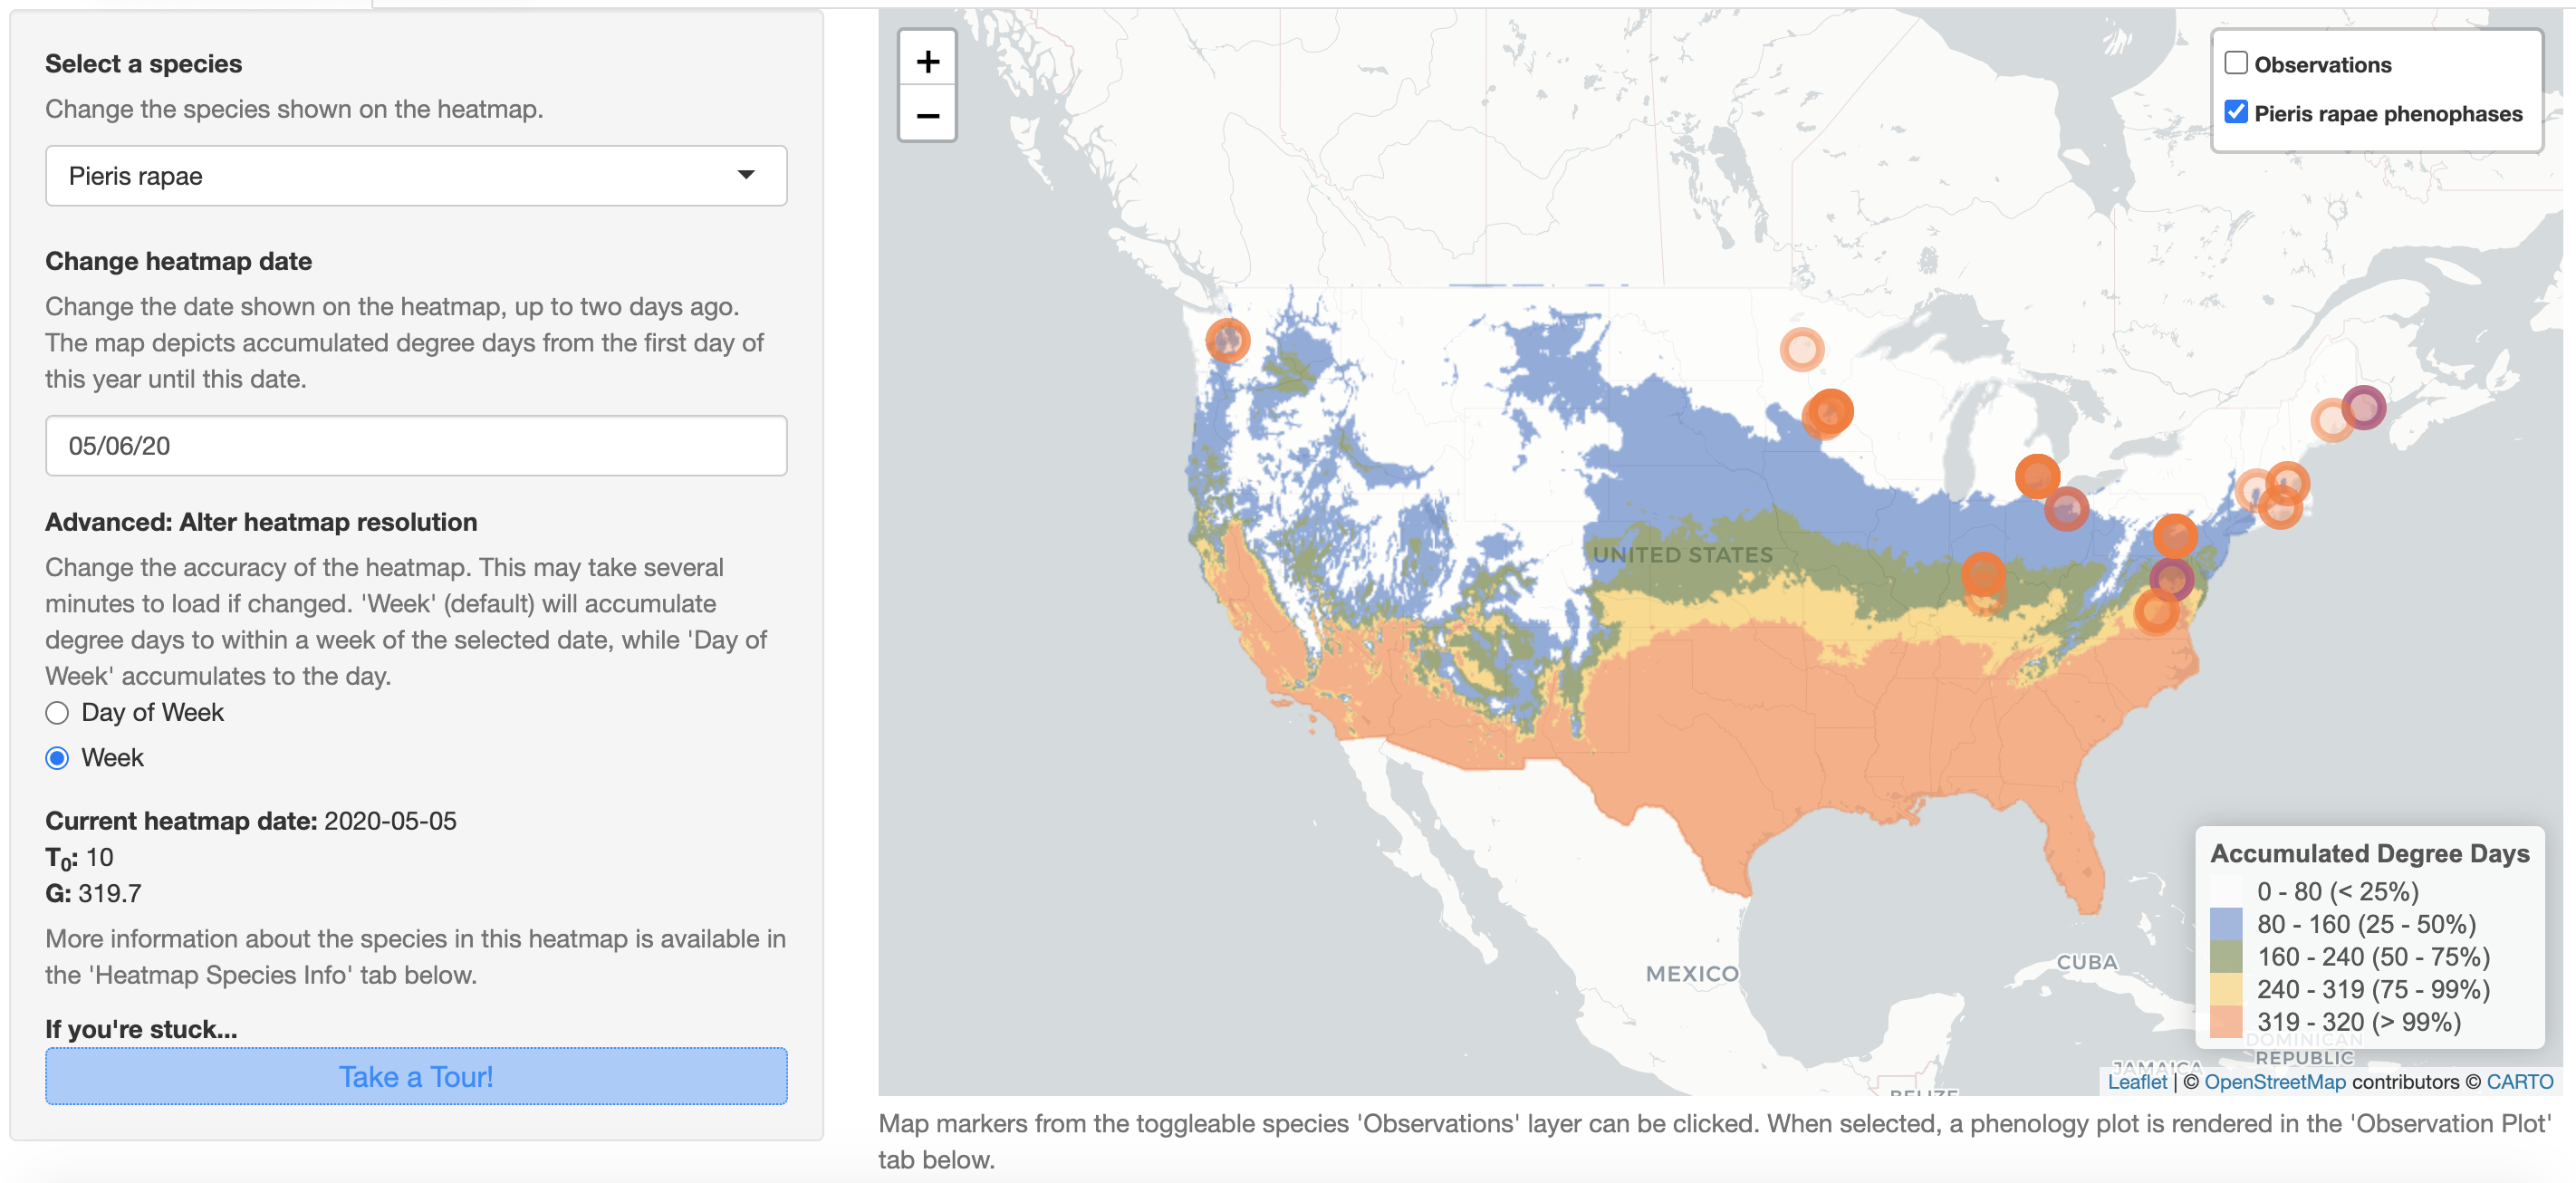 Select a species
Change the species shown on the heatmap.
Pieris rapae
Change heatmap date
Change the date shown on the heatmap, up to two days ago.
The map depicts accumulated degree days from the first day of
this year until this date.
05/06/20
Advanced: Alter heatmap resolution
Change the accuracy of the heatmap. This may take several
minutes to load if changed. 'Week' (default) will accumulate
degree days to within a week of the selected date, while 'Day of
Week' accumulates to the day.
Day of Week
Week
Current heatmap date: 2020-05-05
T₀: 10
G: 319.7
More information about the species in this heatmap is available in
the 'Heatmap Species Info' tab below.
If you're stuck...
Take a Tour!
+
−
Observations
Pieris rapae phenophases
UNITED STATES
MEXICO
CUBA
Accumulated Degree Days
0 - 80 (< 25%)
80 - 160 (25 - 50%)
160 - 240 (50 - 75%)
240 - 319 (75 - 99%)
319 - 320 (> 99%)
DOMINICAN
REPUBLIC
JAMAICA
BELIZE
Leaflet | © OpenStreetMap contributors © CARTO
Map markers from the toggleable species 'Observations' layer can be clicked. When selected, a phenology plot is rendered in the 'Observation Plot'
tab below.